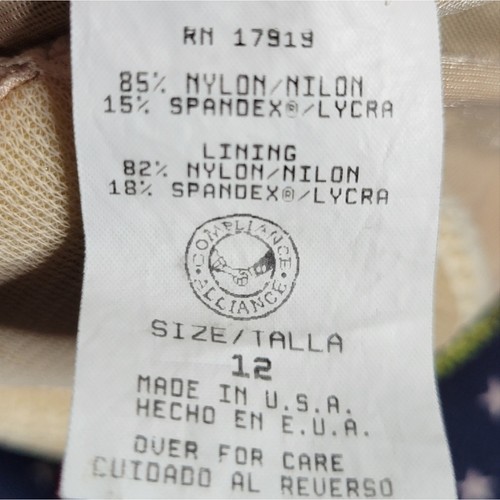 RN 17919
85% NYLON/NILON
15% SPANDEX®/LYCRA
LINING
82% NYLON/NILON
18% SPANDEX®/LYCRA
·COMPLIANCE·
ALLIANCE
SIZE/TALLA
12
MADE IN U.S.A.
HECHO EN E.U.A.
OVER FOR CARE
CUIDADO AL REVERSO